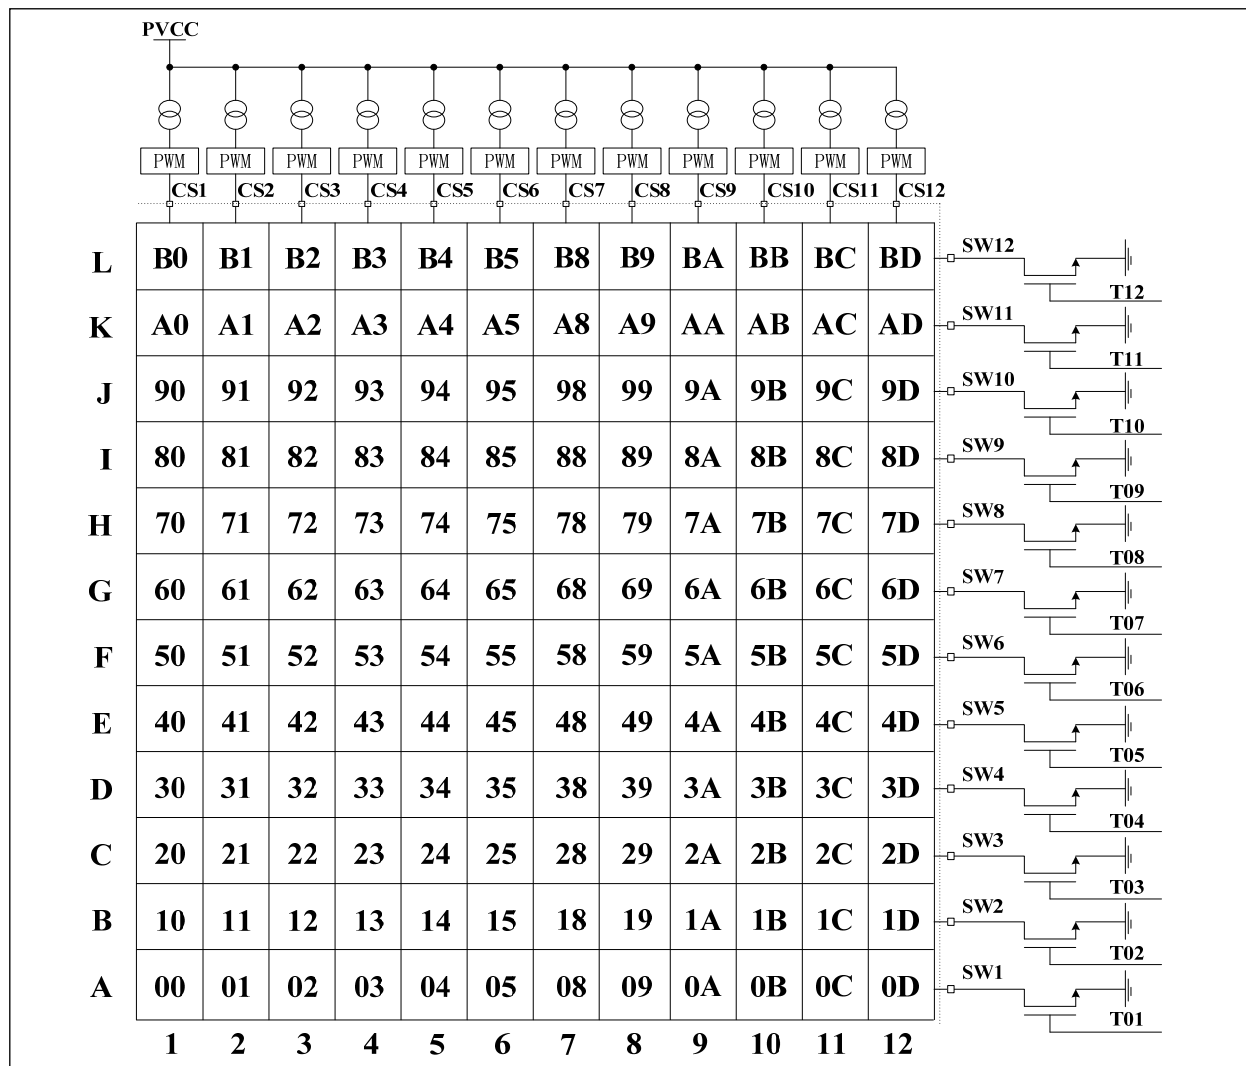 PVCC
PWM PWM PWM PWM PWM PWM PWM PWM PWM PWM PWM PWM
CS1 CS2 CS3 CS4 CS5 CS6 CS7 CS8 CS9 CS10 CS11 CS12
L B0 B1 B2 B3 B4 B5 B8 B9 BA BB BC BD SW12
T12
K A0 A1 A2 A3 A4 A5 A8 A9 AA AB AC AD SW11
T11
J 90 91 92 93 94 95 98 99 9A 9B 9C 9D SW10
T10
I 80 81 82 83 84 85 88 89 8A 8B 8C 8D SW9
T09
H 70 71 72 73 74 75 78 79 7A 7B 7C 7D SW8
T08
G 60 61 62 63 64 65 68 69 6A 6B 6C 6D SW7
T07
F 50 51 52 53 54 55 58 59 5A 5B 5C 5D SW6
T06
E 40 41 42 43 44 45 48 49 4A 4B 4C 4D SW5
T05
D 30 31 32 33 34 35 38 39 3A 3B 3C 3D SW4
T04
C 20 21 22 23 24 25 28 29 2A 2B 2C 2D SW3
T03
B 10 11 12 13 14 15 18 19 1A 1B 1C 1D SW2
T02
A 00 01 02 03 04 05 08 09 0A 0B 0C 0D SW1
T01
1 2 3 4 5 6 7 8 9 10 11 12